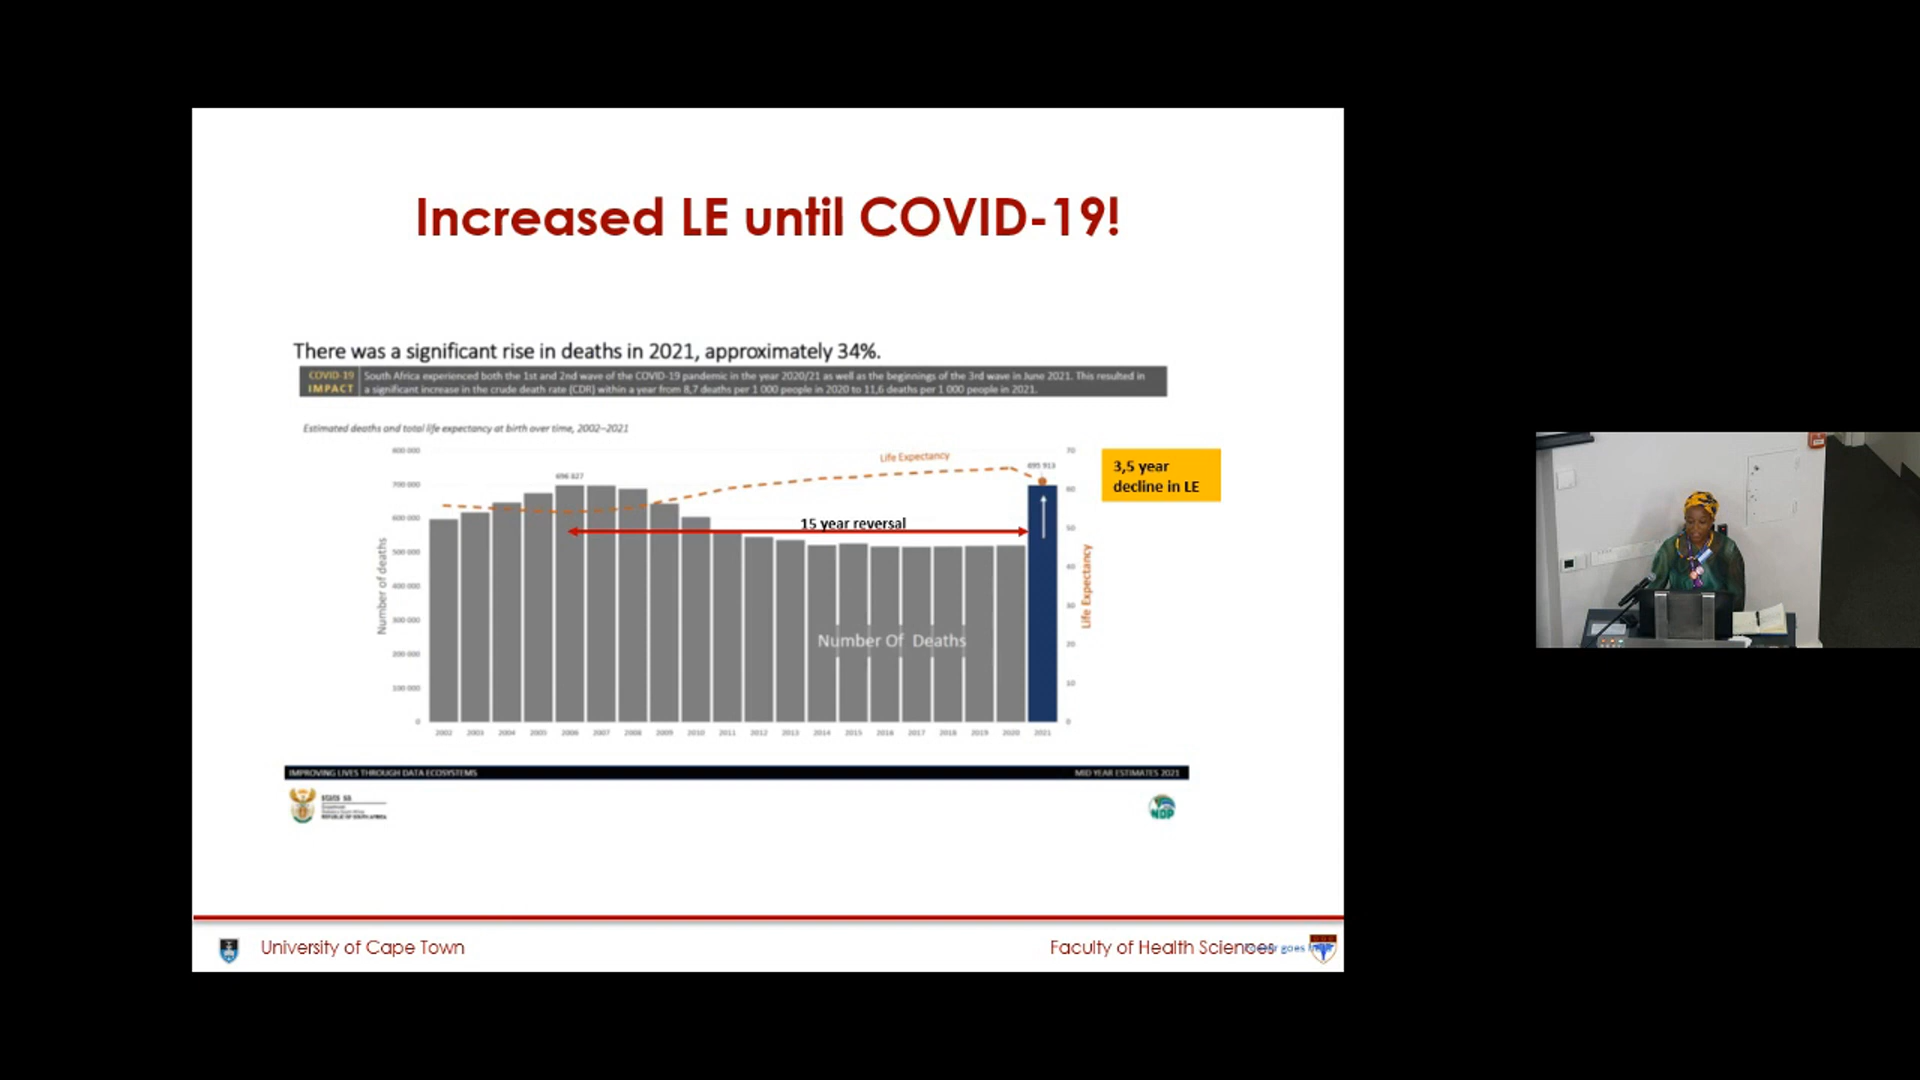 Increased LE until COVID-19!
There was a significant rise in deaths in 2021, approximately 34%.
COVID-19 IMPACT
South Africa experienced both the 1st and 2nd wave of the COVID-19 pandemic in the year 2020/21 as well as the beginnings of the 3rd wave in June 2021. This resulted in
a significant increase in the crude death rate (CDR) within a year from 8,7 deaths per 1 000 people in 2020 to 11,6 deaths per 1 000 people in 2021.
Estimated deaths and total life expectancy at birth over time, 2002–2021
800 000
700 000
600 000
500 000
400 000
300 000
200 000
100 000
0
Number of deaths
696 827
Life Expectancy
695 913
15 year reversal
Number Of Deaths
70
60
50
40
30
20
10
0
Life Expectancy
3,5 year
decline in LE
2002 2003 2004 2005 2006 2007 2008 2009 2010 2011 2012 2013 2014 2015 2016 2017 2018 2019 2020 2021
IMPROVING LIVES THROUGH DATA ECOSYSTEMS
MID YEAR ESTIMATES 2021
stats sa
REPUBLIC OF SOUTH AFRICA
NDP
University of Cape Town
Faculty of Health Sciences
goes